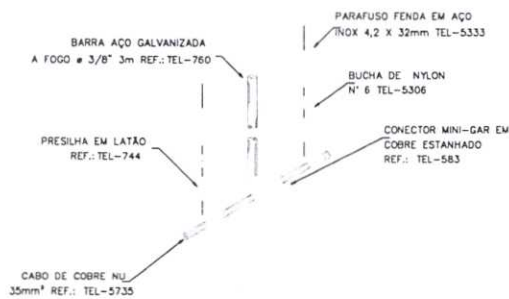 PARAFUSO FENDA EM AÇO
INOX 4,2 X 32mm TEL-5333
BARRA AÇO GALVANIZADA
A FOGO ø 3/8" 3m REF.: TEL-760
BUCHA DE NYLON
N° 6 TEL-5306
CONECTOR MINI-GAR EM
COBRE ESTANHADO
REF.: TEL-583
PRESILHA EM LATÃO
REF.: TEL-744
CABO DE COBRE NU
35mm² REF.: TEL-5735